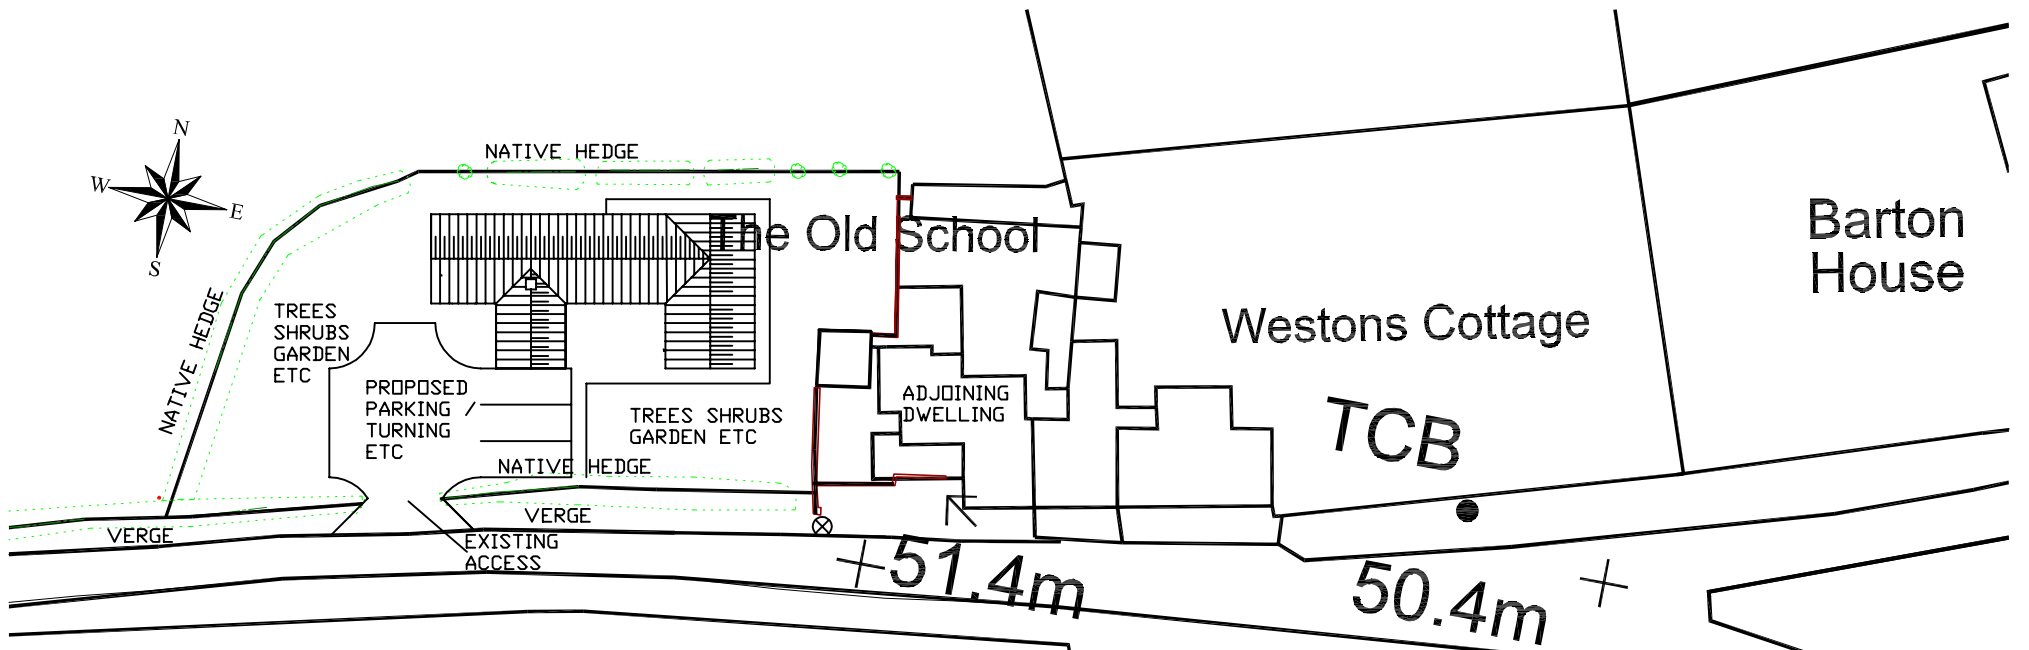 N
W
E
S
NATIVE HEDGE
The Old School
NATIVE HEDGE
TREES
SHRUBS
GARDEN
ETC
PROPOSED
PARKING /
TURNING
ETC
TREES SHRUBS
GARDEN ETC
NATIVE HEDGE
VERGE
VERGE
EXISTING
ACCESS
ADJOINING
DWELLING
Westons Cottage
Barton
House
TCB
51.4m
50.4m